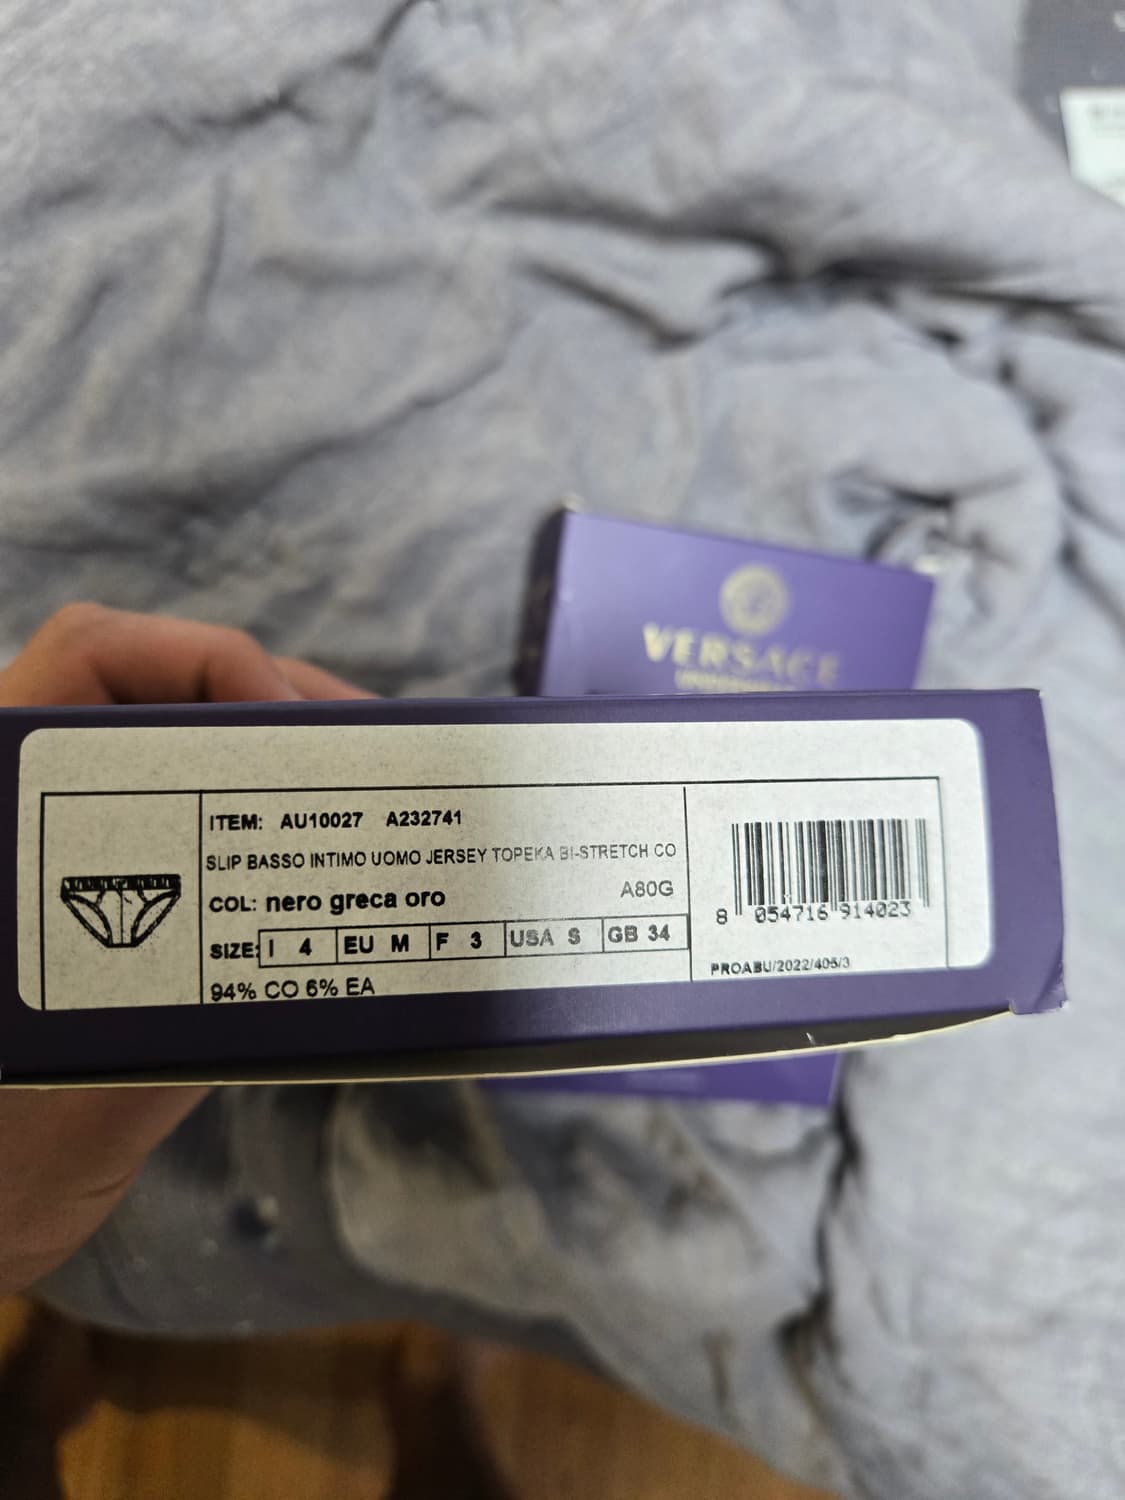 VERSACE
ITEM: AU10027 A232741
SLIP BASSO INTIMO UOMO JERSEY TOPEKA BI-STRETCH CO
COL: nero greca oro A80G
SIZE: I 4 EU M F 3 USA S GB 34
94% CO 6% EA
8 054716 914023
PROABU/2022/405/3